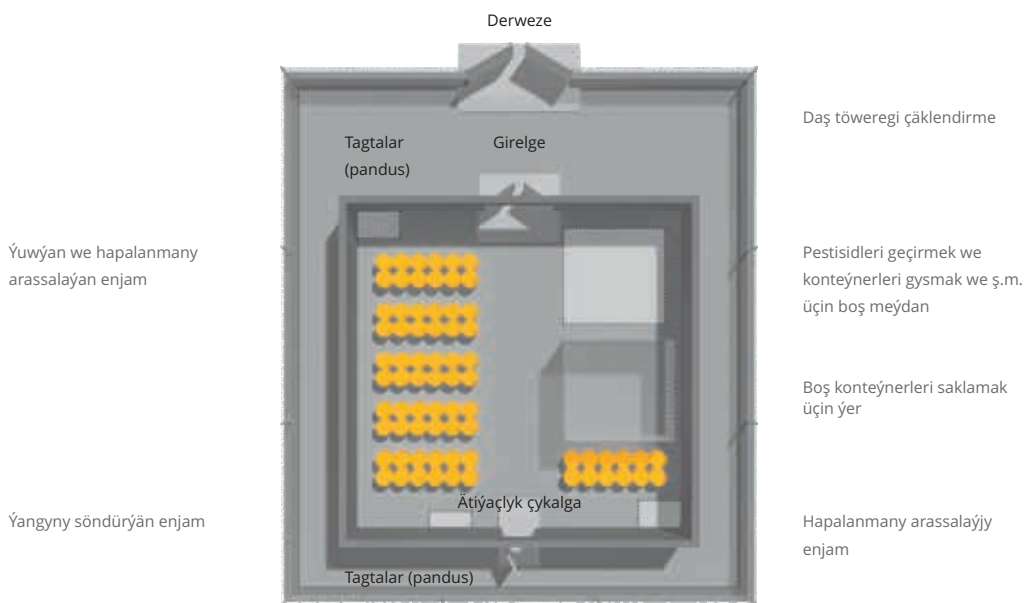 Derweze
Daş töweregi çäklendirme
Tagtalar
(pandus)
Girelge
Ýuwýan we hapalanmany
arassalaýan enjam
Pestisidleri geçirmek we
konteýnerleri gysmak we ş.m.
üçin boş meýdan
Boş konteýnerleri saklamak
üçin ýer
Ätiýaçlyk çykalga
Ýangyny söndürýän enjam
Hapalanmany arassalaýjy
enjam
Tagtalar (pandus)